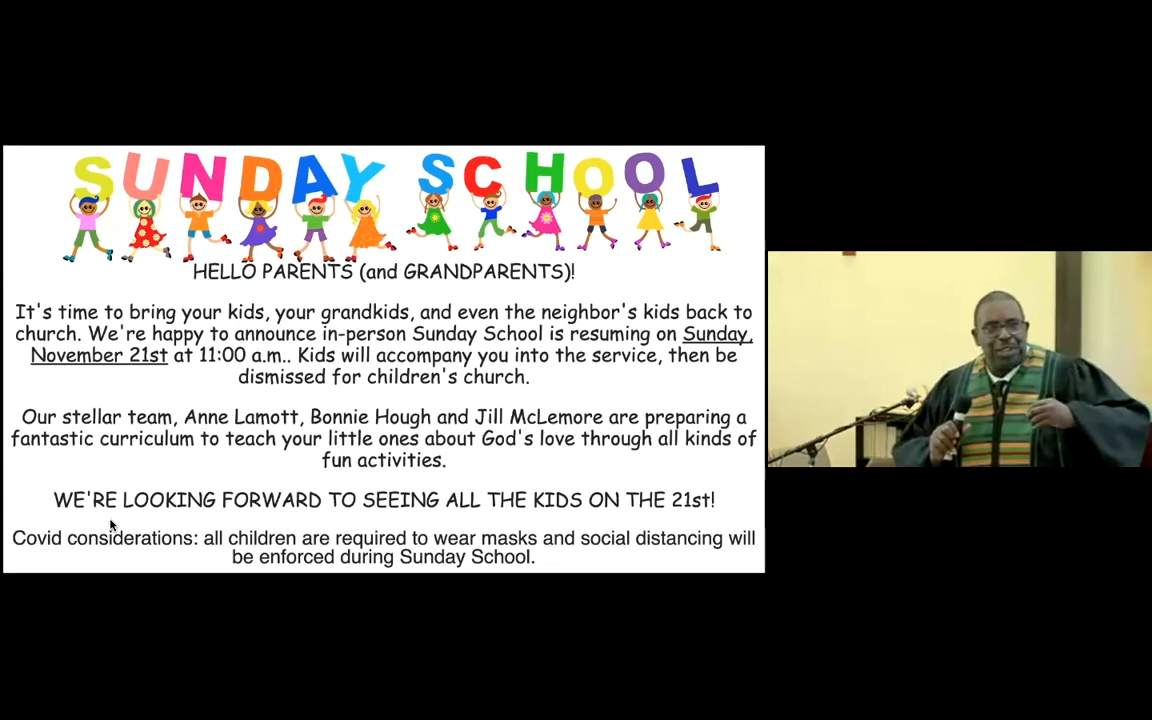 SUNDAY SCHOOL
HELLO PARENTS (and GRANDPARENTS)!
It's time to bring your kids, your grandkids, and even the neighbor's kids back to
church. We're happy to announce in-person Sunday School is resuming on Sunday,
November 21st at 11:00 a.m.. Kids will accompany you into the service, then be
dismissed for children's church.
Our stellar team, Anne Lamott, Bonnie Hough and Jill McLemore are preparing a
fantastic curriculum to teach your little ones about God's love through all kinds of
fun activities.
WE'RE LOOKING FORWARD TO SEEING ALL THE KIDS ON THE 21st!
Covid considerations: all children are required to wear masks and social distancing will
be enforced during Sunday School.